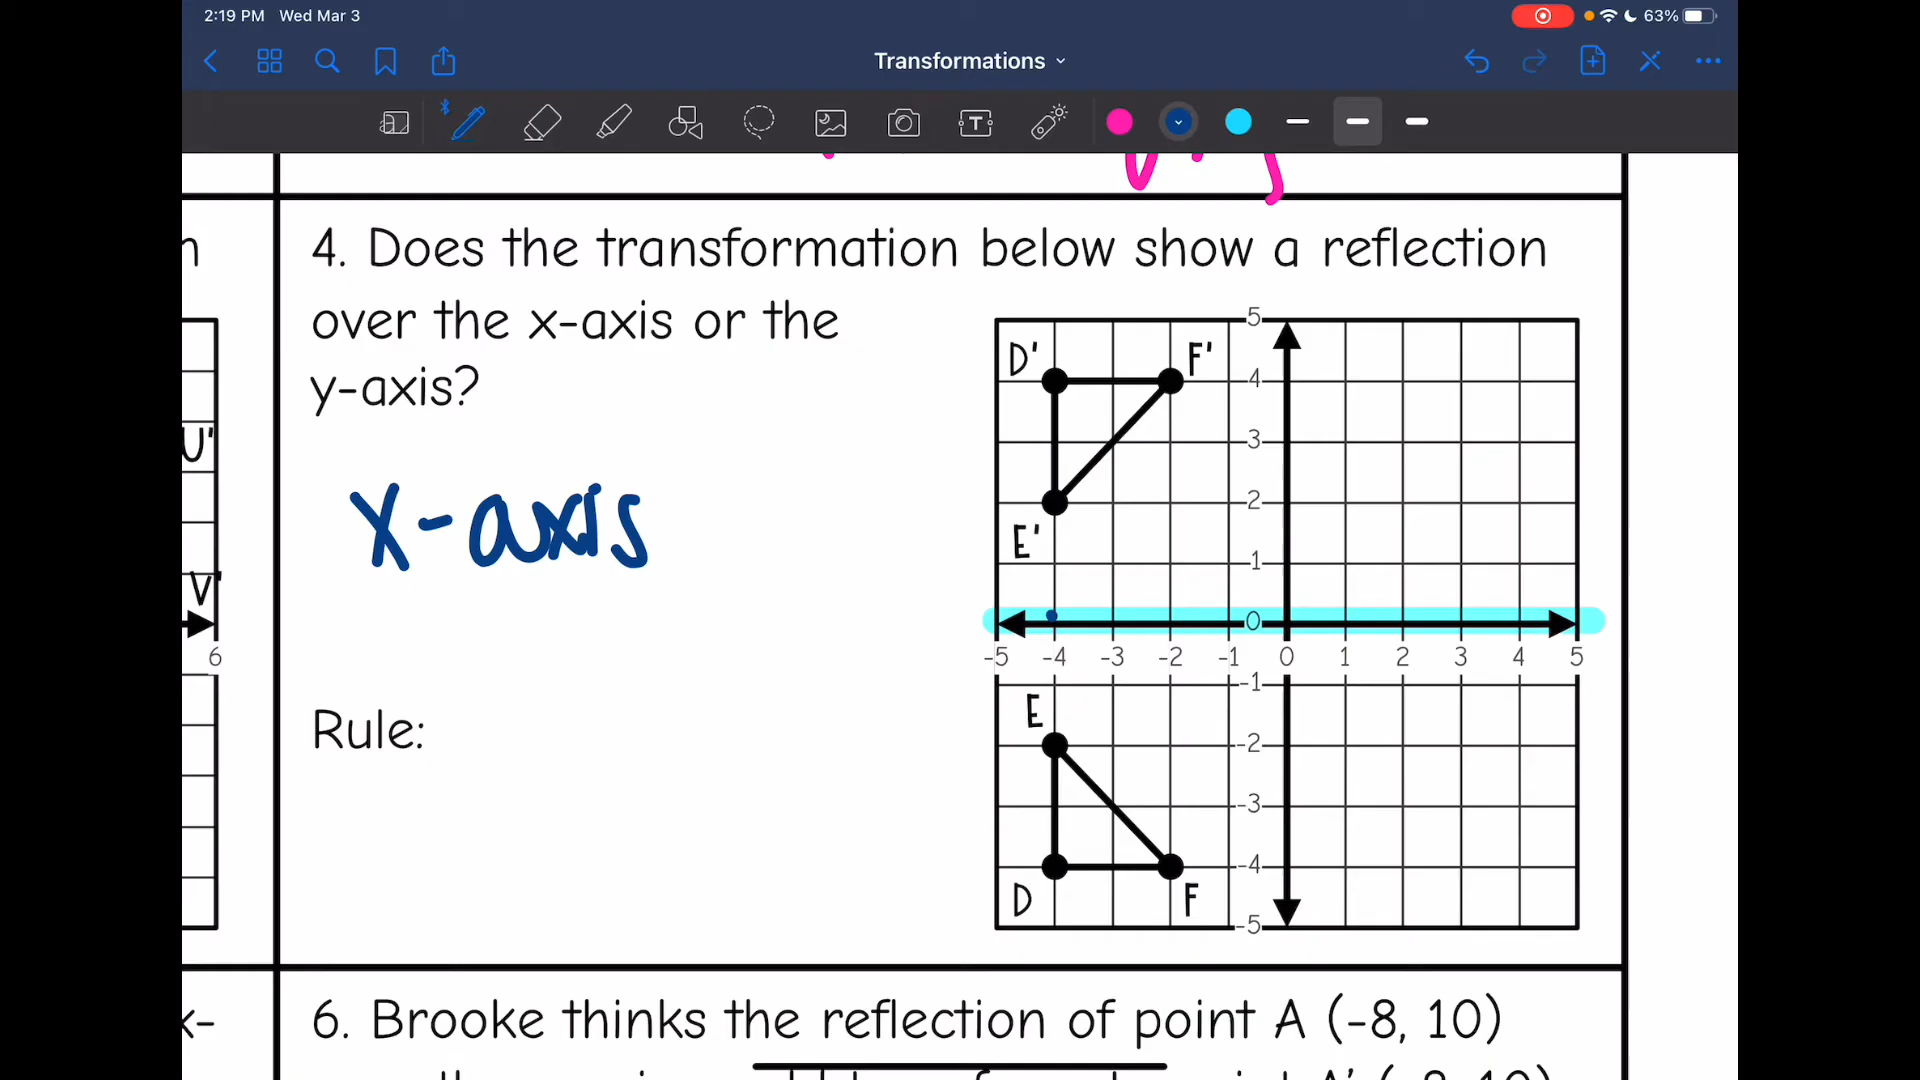 2:19 PM Wed Mar 3
63%
Transformations
T
n
4. Does the transformation below show a reflection
over the x-axis or the
y-axis?
x-axis
Rule:
U'
V'
6
5
D' F'
4
3
2
E'
1
0
-5 -4 -3 -2 -1 0 1 2 3 4 5
-1
E
-2
-3
-4
D F
-5
x-
6. Brooke thinks the reflection of point A (-8, 10)